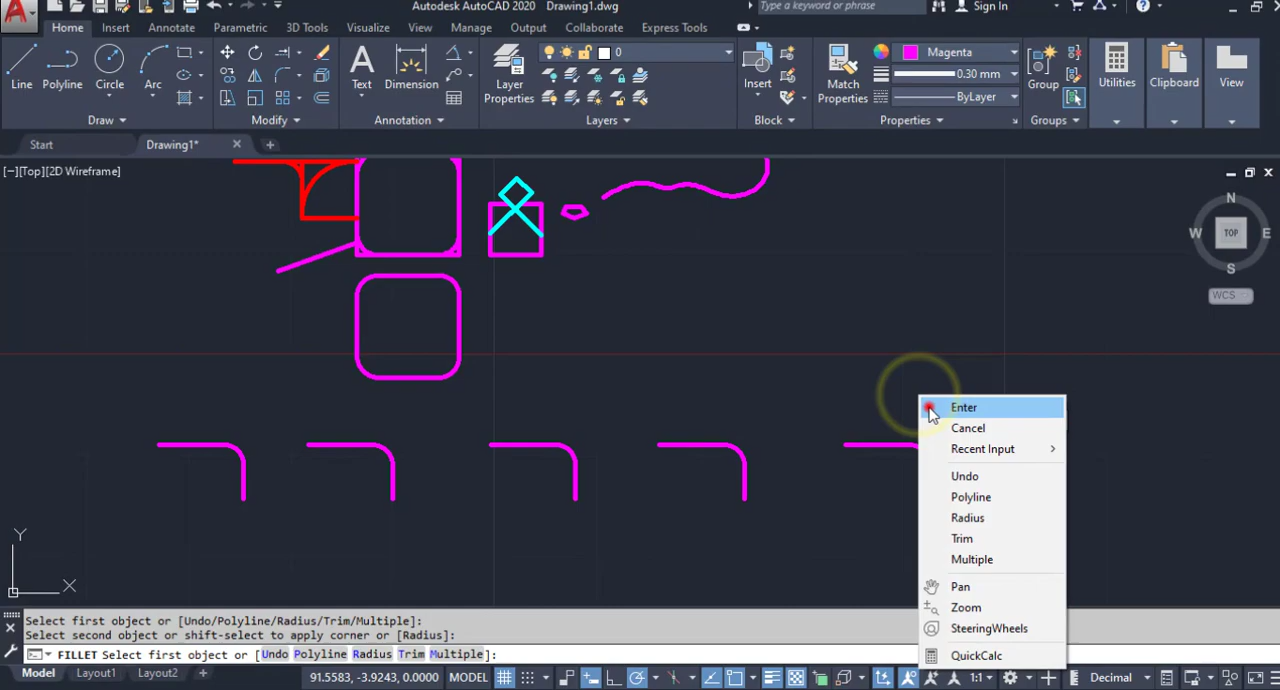 A Autodesk AutoCAD 2020 Drawing1.dwg Type a keyword or phrase Sign In
Home Insert Annotate Parametric 3D Tools Visualize View Manage Output Collaborate Express Tools
0 Magenta
0.30 mm
ByLayer
Line Polyline Circle Arc Text Dimension Layer Properties Insert Match Properties Group Utilities Clipboard View
Draw Modify Annotation Layers Block Properties Groups
Start Drawing1*
[−][Top][2D Wireframe]
N
W TOP E
S
WCS
Enter
Cancel
Recent Input
Undo
Polyline
Radius
Trim
Multiple
Pan
Zoom
SteeringWheels
QuickCalc
Y
X
Select first object or [Undo/Polyline/Radius/Trim/Multiple]:
Select second object or shift-select to apply corner or [Radius]:
FILLET Select first object or [Undo Polyline Radius Trim Multiple]:
Model Layout1 Layout2 + 91.5583, -3.9243, 0.0000 MODEL 1:1 Decimal